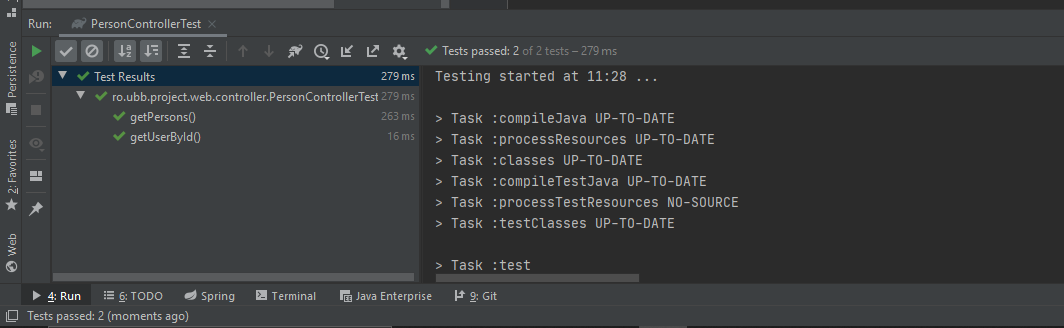 Run: PersonControllerTest
Tests passed: 2 of 2 tests – 279 ms
Test Results 279 ms
ro.ubb.project.web.controller.PersonControllerTest 279 ms
getPersons() 263 ms
getUserById() 16 ms
Testing started at 11:28 ...
> Task :compileJava UP-TO-DATE
> Task :processResources UP-TO-DATE
> Task :classes UP-TO-DATE
> Task :compileTestJava UP-TO-DATE
> Task :processTestResources NO-SOURCE
> Task :testClasses UP-TO-DATE
> Task :test
Persistence
2: Favorites
Web
4: Run 6: TODO Spring Terminal Java Enterprise 9: Git
Tests passed: 2 (moments ago)